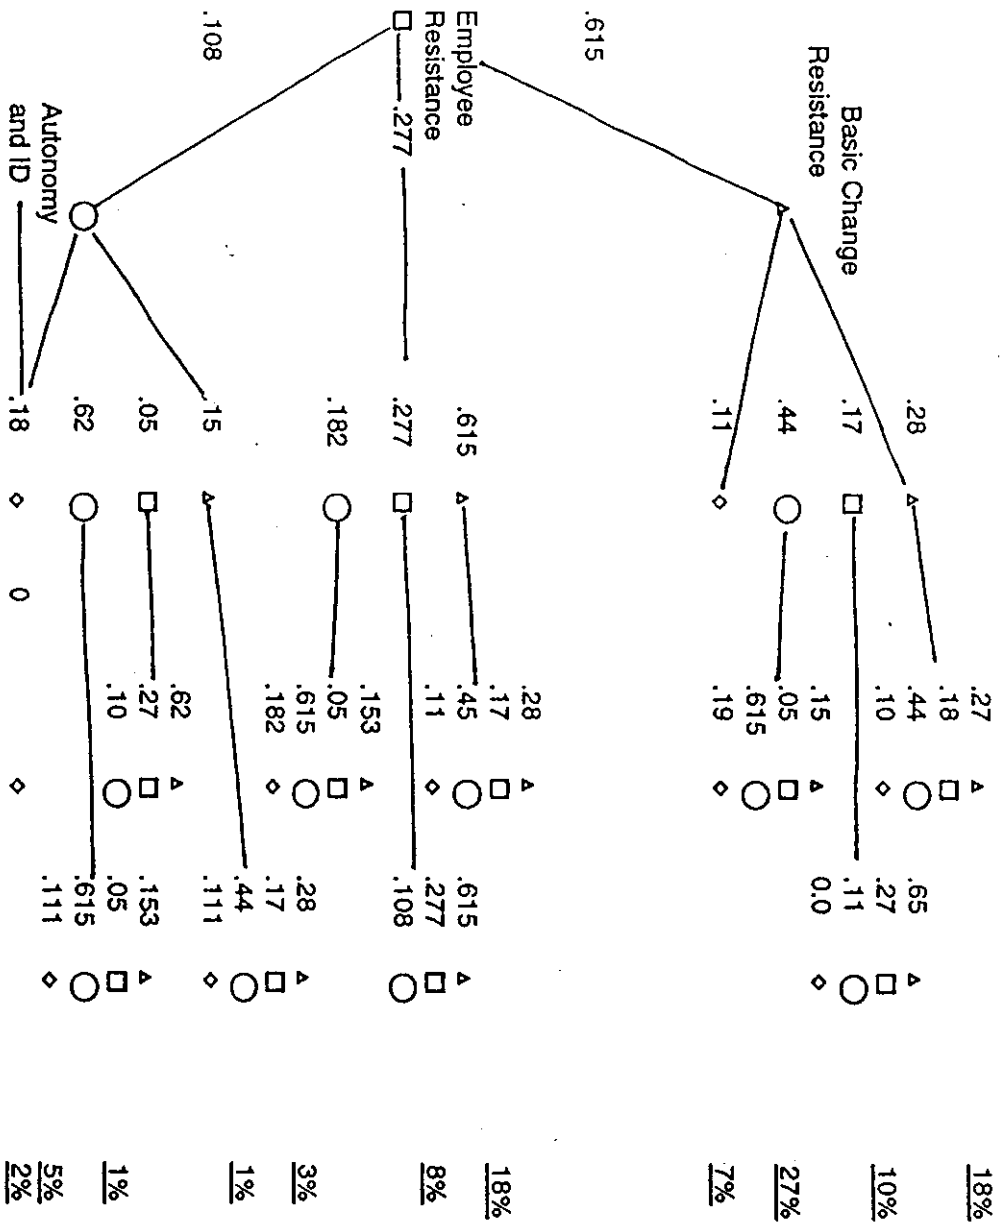 .27 18%
.18
.28 .44 .65
.10 .27 10%
Basic Change .17 .11
Resistance .15 0.0
.44 .05 27%
.615
.11 .19 7%
.615
.28
.17 18%
Employee .615 .45 .615
Resistance .11 .277 8%
.277 .277 .108
.153
.182 .05
.615 .28 3%
.182 .17
.44 1%
.108 .15 .111
.62
.05 .27 .153
.10 .05 1%
.62 .615
Autonomy .111 5%
and ID .18 0 2%